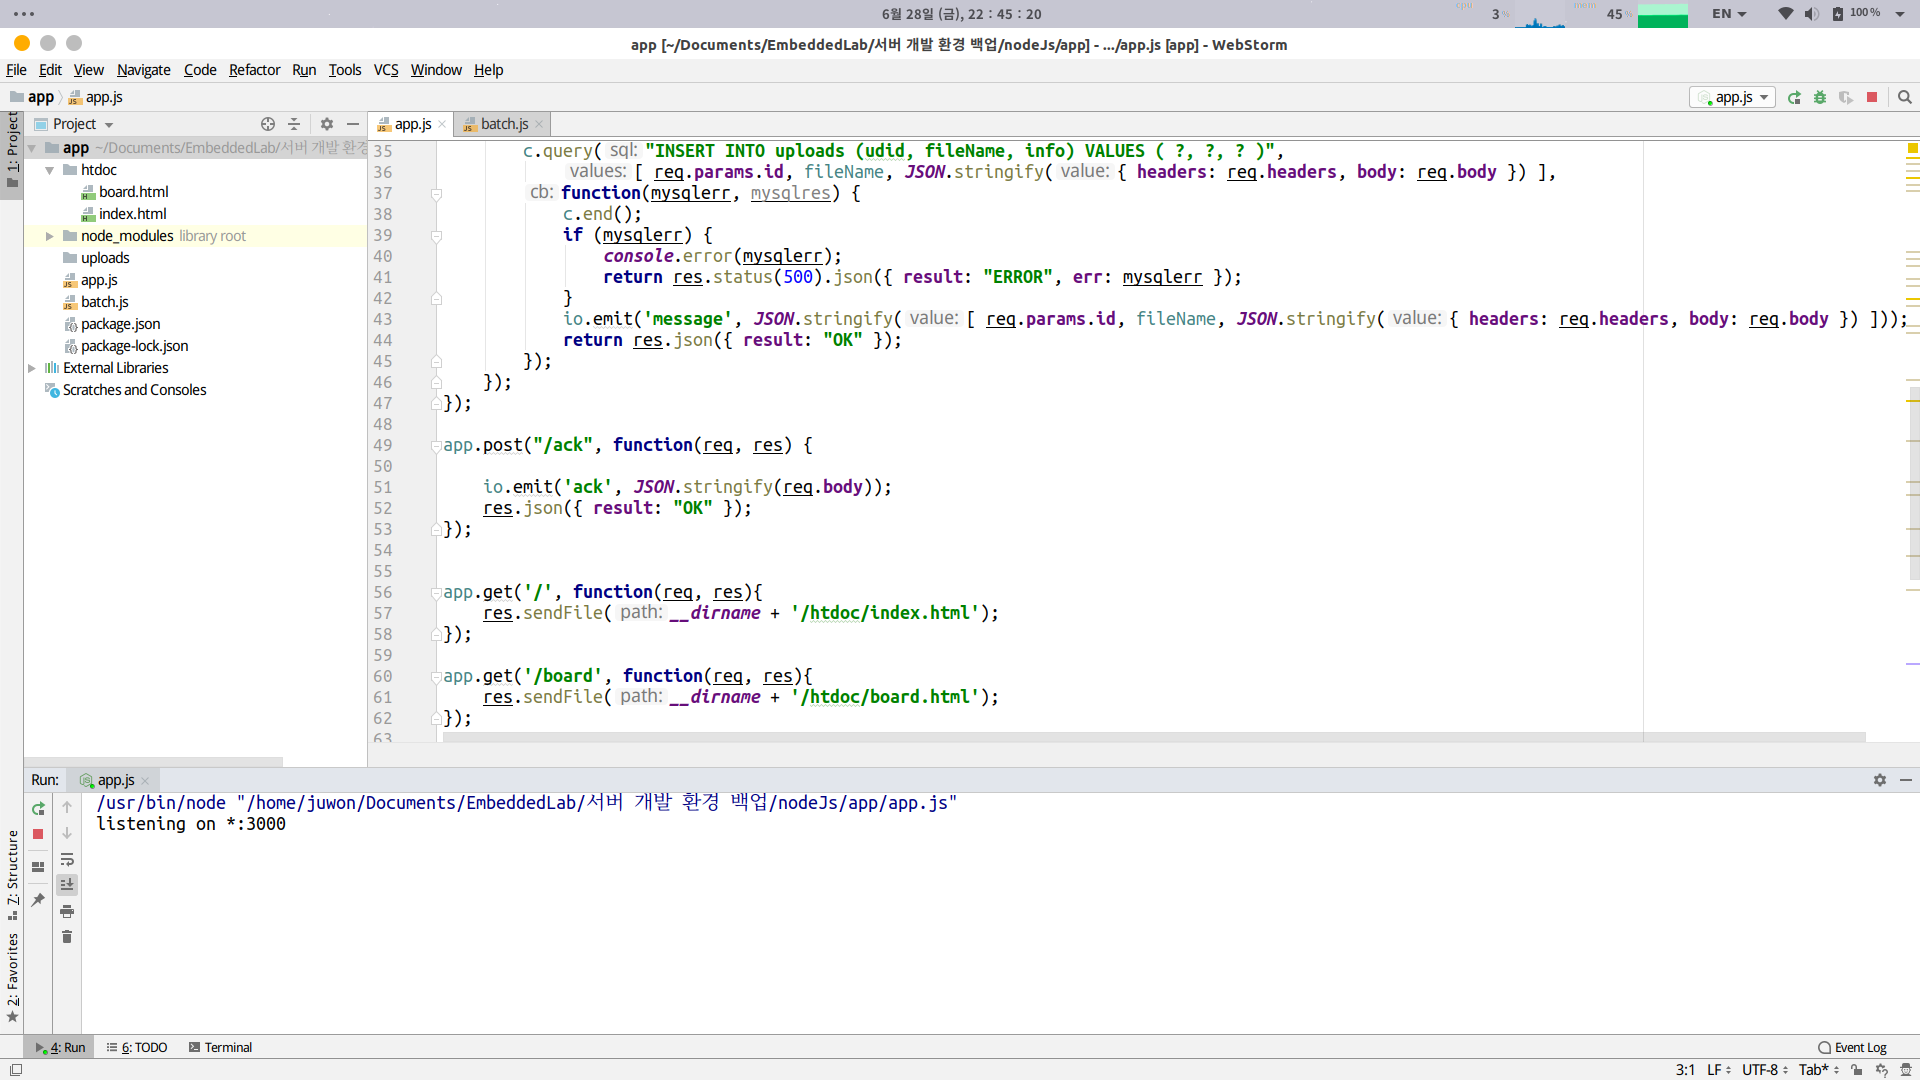 6월 28일 (금), 22 : 45 : 20
cpu 3 % mem 45 % EN 100 %
app [~/Documents/EmbeddedLab/서버 개발 환경 백업/nodeJs/app] - .../app.js [app] - WebStorm
File Edit View Navigate Code Refactor Run Tools VCS Window Help
app app.js app.js
1: Project
Project
app.js batch.js
app ~/Documents/EmbeddedLab/서버 개발 환경
htdoc
board.html
index.html
node_modules library root
uploads
app.js
batch.js
package.json
package-lock.json
External Libraries
Scratches and Consoles
35 c.query( sql: "INSERT INTO uploads (udid, fileName, info) VALUES ( ?, ?, ? )",
36 values: [ req.params.id, fileName, JSON.stringify( value: { headers: req.headers, body: req.body }) ],
37 cb: function(mysqlerr, mysqlres) {
38 c.end();
39 if (mysqlerr) {
40 console.error(mysqlerr);
41 return res.status(500).json({ result: "ERROR", err: mysqlerr });
42 }
43 io.emit('message', JSON.stringify( value: [ req.params.id, fileName, JSON.stringify( value: { headers: req.headers, body: req.body }) ]));
44 return res.json({ result: "OK" });
45 });
46 });
47 });
48
49 app.post("/ack", function(req, res) {
50
51 io.emit('ack', JSON.stringify(req.body));
52 res.json({ result: "OK" });
53 });
54
55
56 app.get('/', function(req, res){
57 res.sendFile( path: __dirname + '/htdoc/index.html');
58 });
59
60 app.get('/board', function(req, res){
61 res.sendFile( path: __dirname + '/htdoc/board.html');
62 });
63
Run: app.js
/usr/bin/node "/home/juwon/Documents/EmbeddedLab/서버 개발 환경 백업/nodeJs/app/app.js"
listening on *:3000
7: Structure
2: Favorites
4: Run 6: TODO Terminal Event Log
3:1 LF UTF-8 Tab*